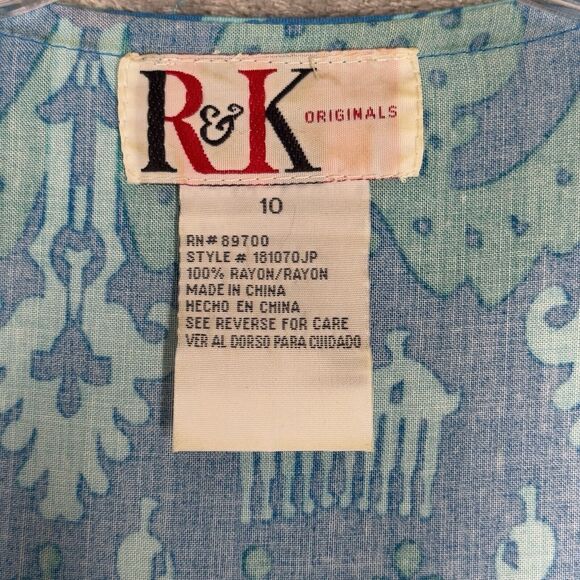 R&K ORIGINALS
10
RN# 89700
STYLE # 181070JP
100% RAYON/RAYON
MADE IN CHINA
HECHO EN CHINA
SEE REVERSE FOR CARE
VER AL DORSO PARA CUIDADO